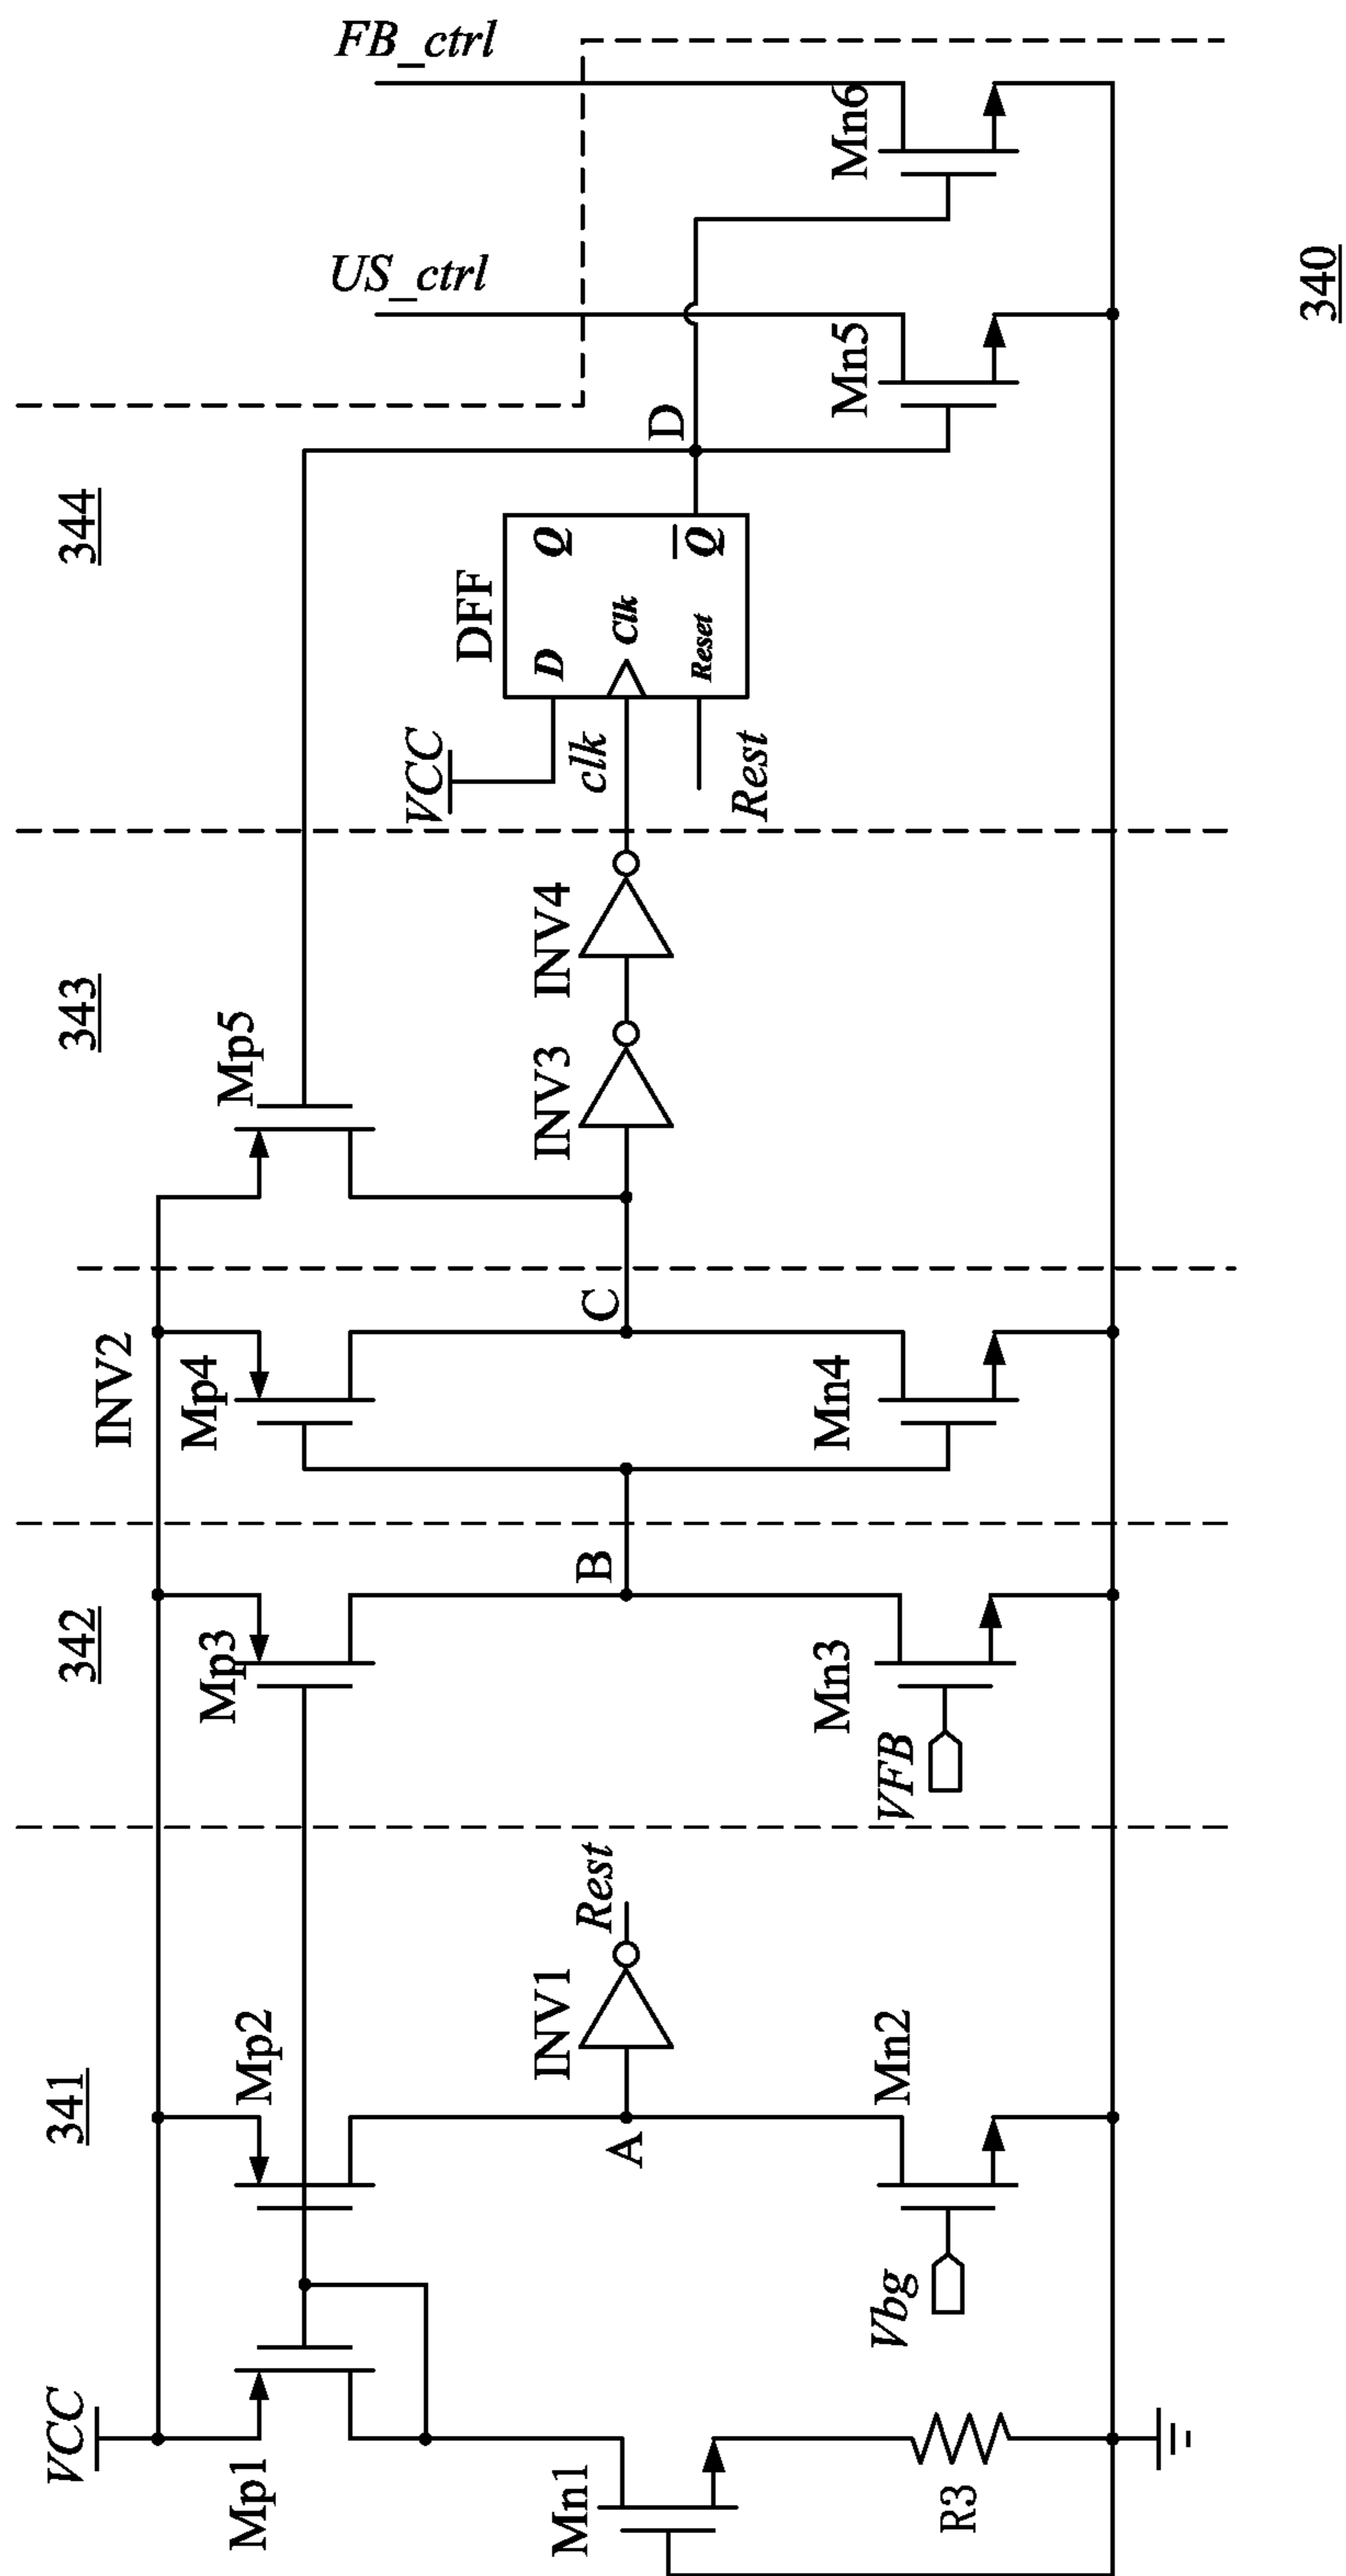 VCC
Mp1
Mn1
R3
341
Mp2
A
INV1
Rest
Vbg
Mn2
342
Mp3
B
VFB
Mn3
INV2
Mp4
C
Mn4
343
Mp5
INV3
INV4
344
VCC
clk
Rest
DFF
D
Q
Clk
Reset
Q̅
D
US_ctrl
Mn5
FB_ctrl
Mn6
340